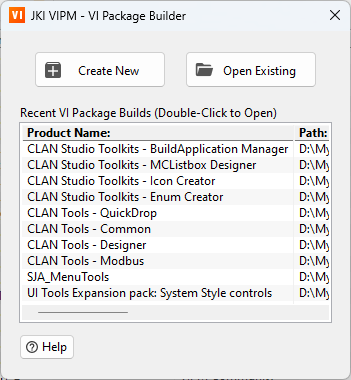 JKI VIPM - VI Package Builder
Create New
Open Existing
Recent VI Package Builds (Double-Click to Open)
Product Name: Path:
CLAN Studio Toolkits - BuildApplication Manager D:\My
CLAN Studio Toolkits - MCListbox Designer D:\My
CLAN Studio Toolkits - Icon Creator D:\My
CLAN Studio Toolkits - Enum Creator D:\My
CLAN Tools - QuickDrop D:\My
CLAN Tools - Common D:\My
CLAN Tools - Designer D:\My
CLAN Tools - Modbus D:\My
SJA_MenuTools D:\My
UI Tools Expansion pack: System Style controls D:\My
Help